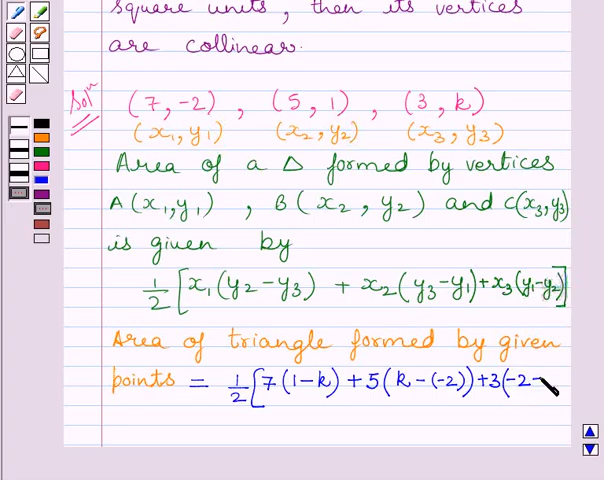 square units, then its vertices
are collinear.
Solⁿ (7, -2) , (5, 1) , (3, k)
(x₁, y₁) (x₂, y₂) (x₃, y₃)
Area of a Δ formed by vertices
A(x₁, y₁) , B(x₂, y₂) and C(x₃, y₃)
is given by
1/2 [x₁(y₂-y₃) + x₂(y₃-y₁)+x₃(y₁-y₂)]
Area of triangle formed by given
points = 1/2 [7(1-k)+5(k-(-2))+3(-2-